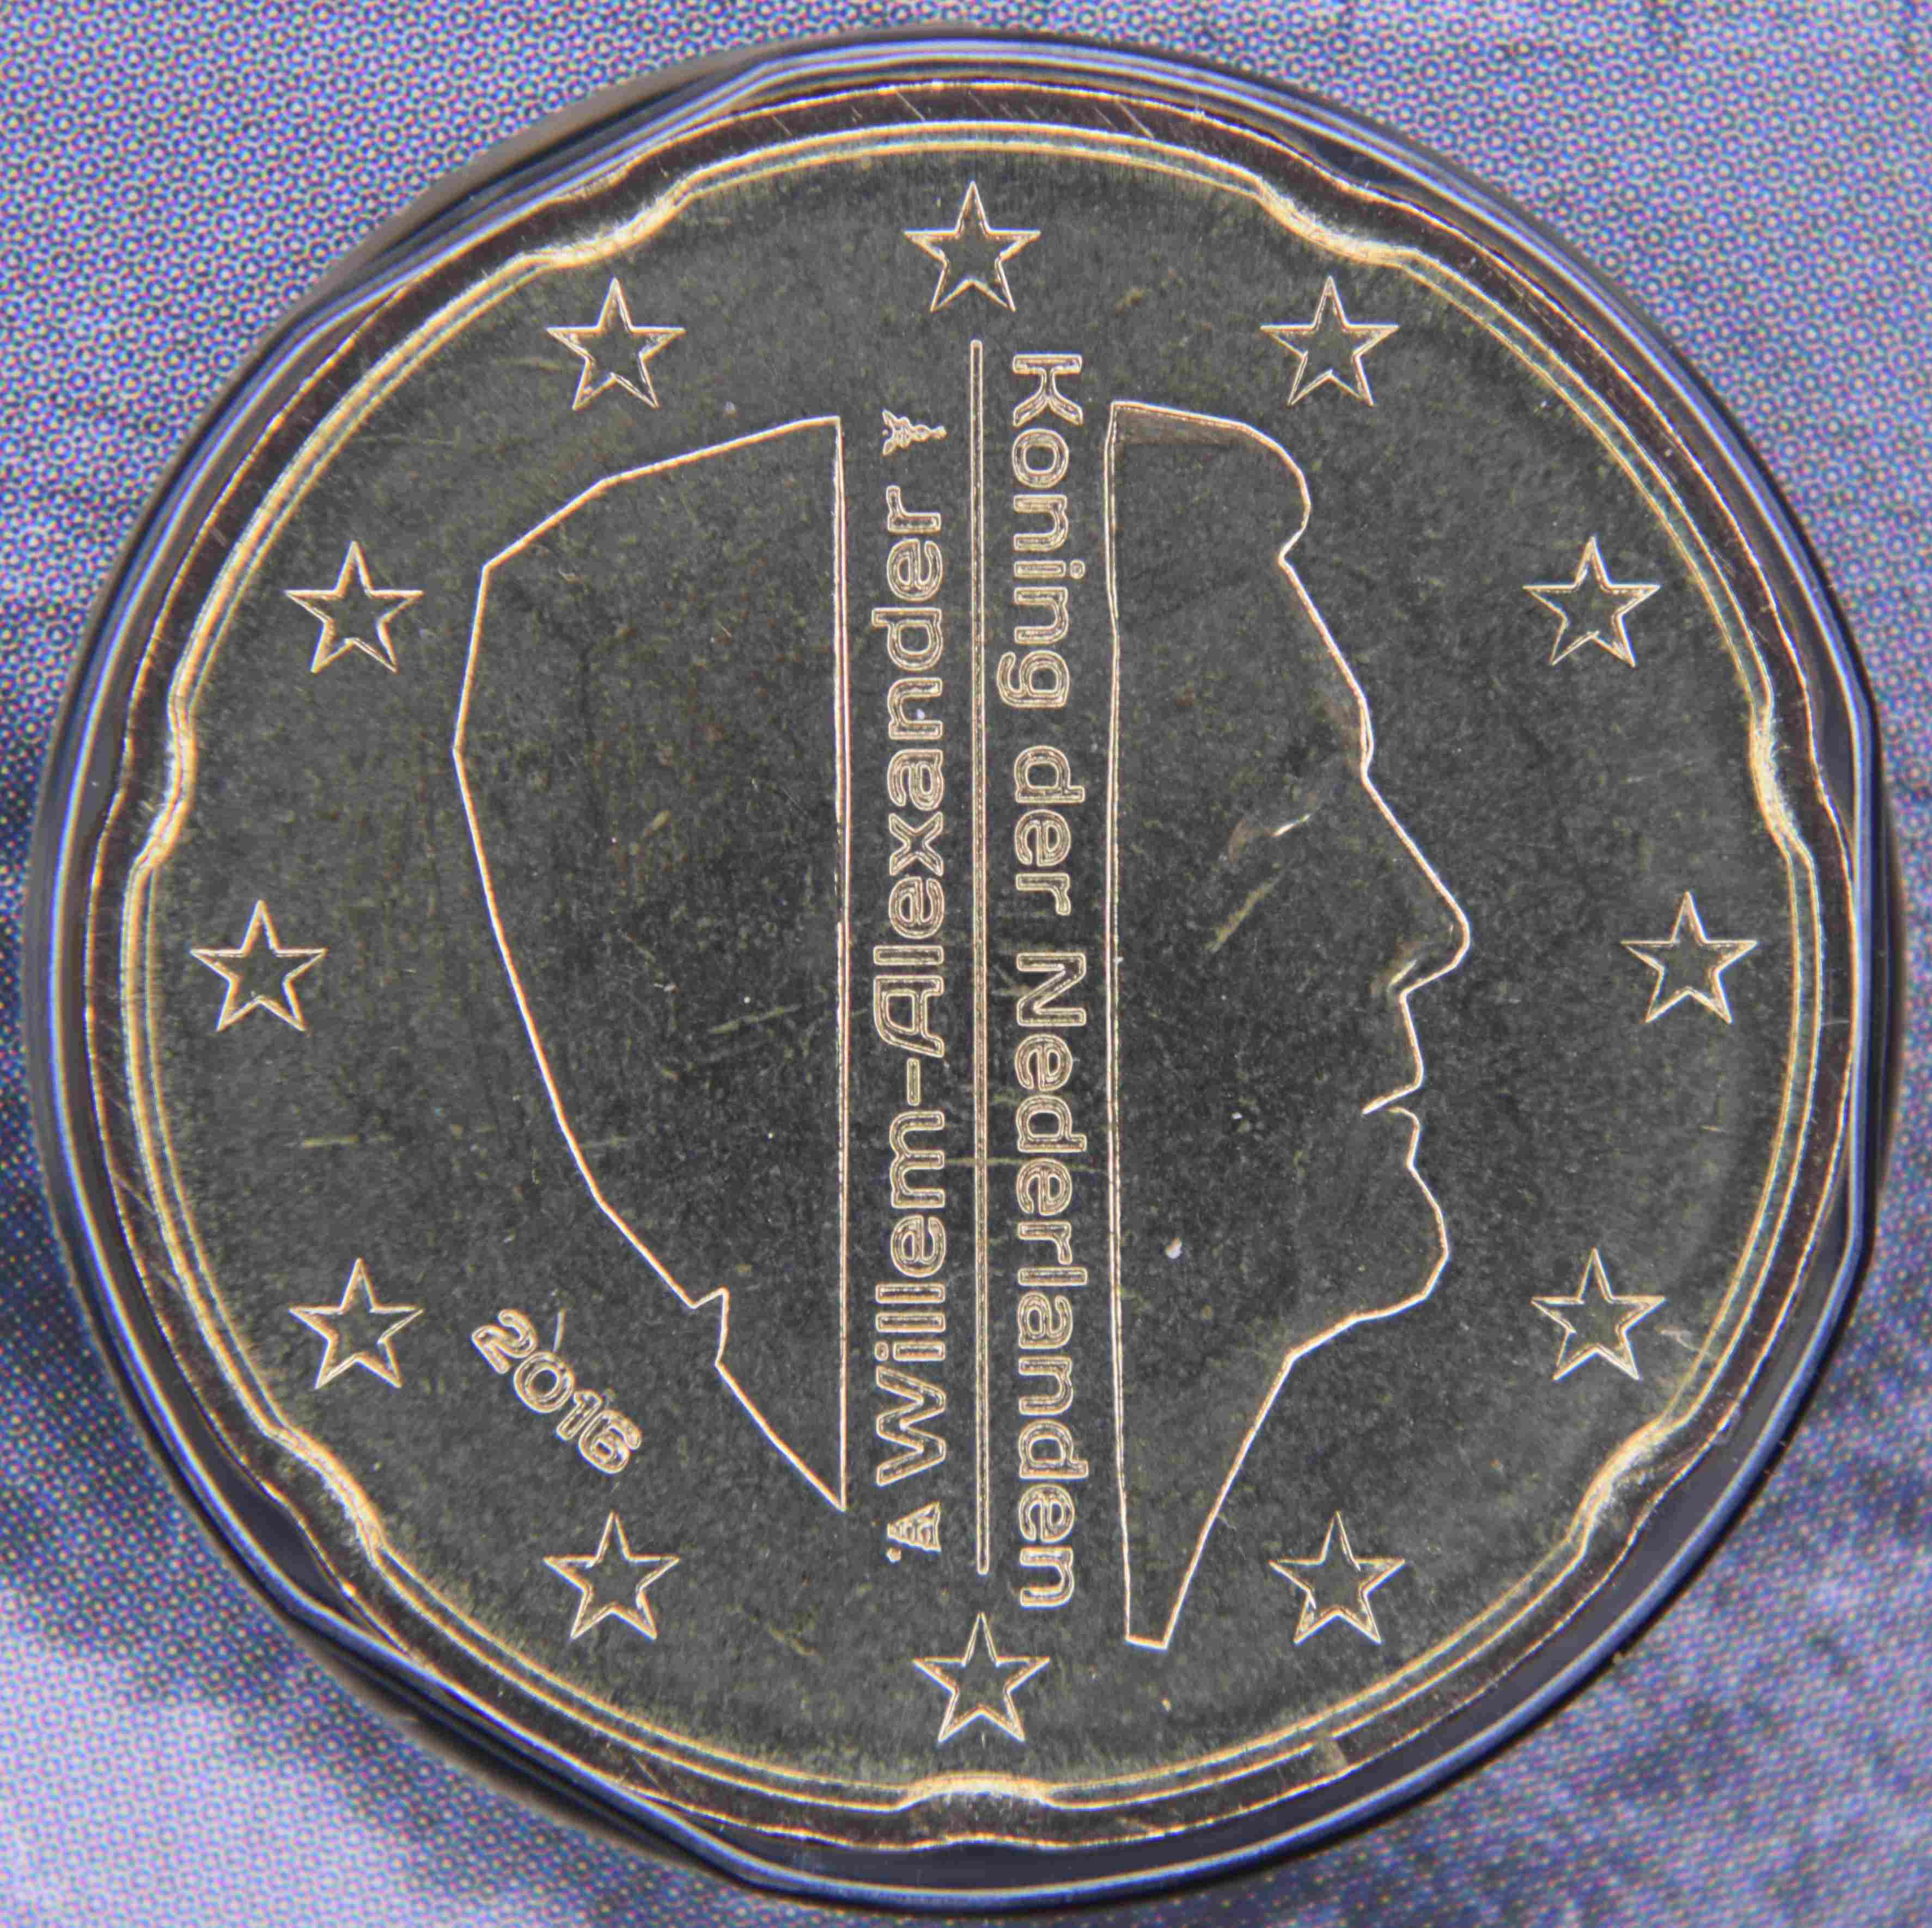 Willem-Alexander
Koning der Nederlanden
2016